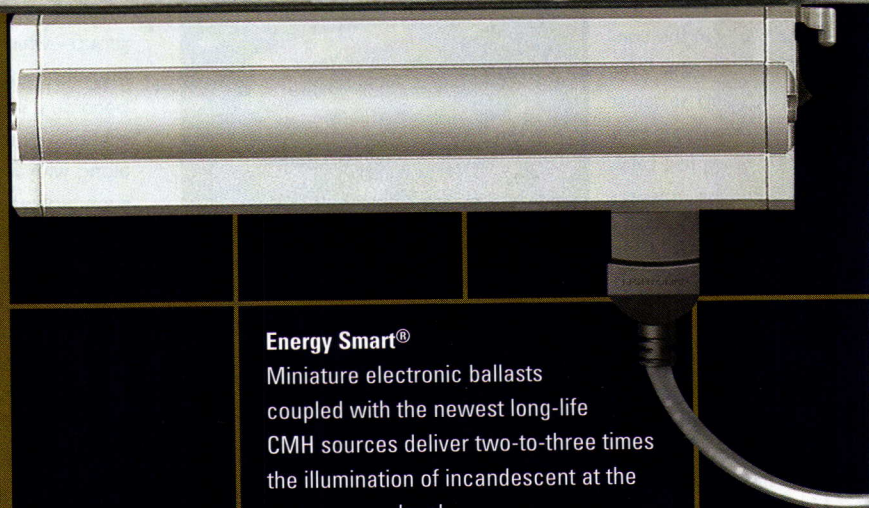 Energy Smart®
Miniature electronic ballasts
coupled with the newest long-life
CMH sources deliver two-to-three times
the illumination of incandescent at the